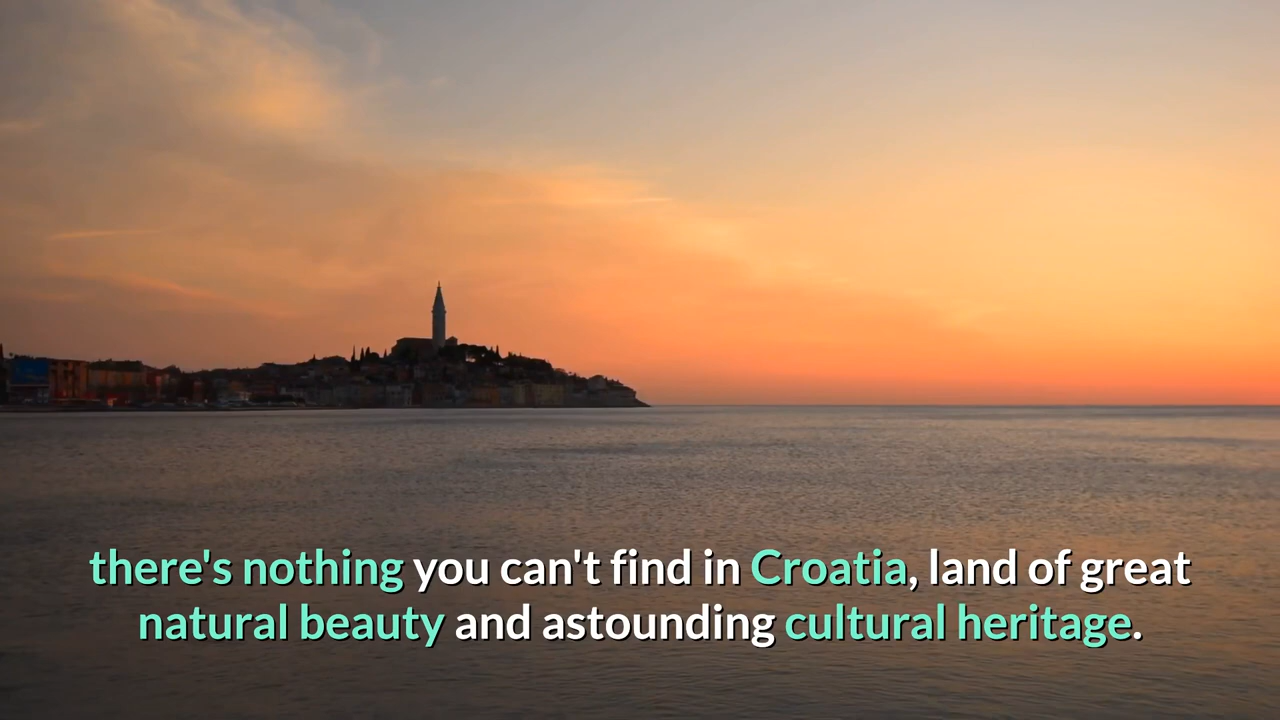 there's nothing you can't find in Croatia, land of great
natural beauty and astounding cultural heritage.